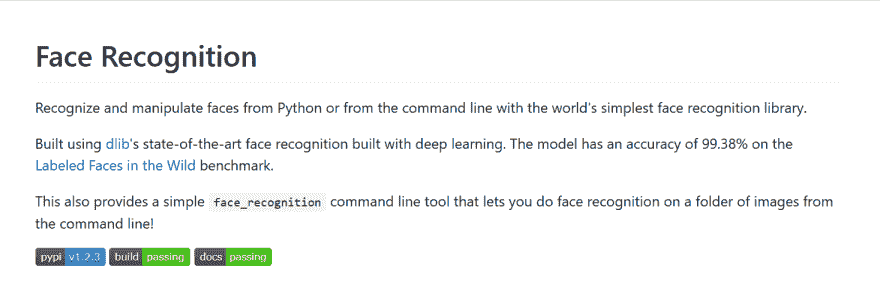 Face Recognition
Recognize and manipulate faces from Python or from the command line with the world's simplest face recognition library.
Built using dlib's state-of-the-art face recognition built with deep learning. The model has an accuracy of 99.38% on the
Labeled Faces in the Wild benchmark.
This also provides a simple face_recognition command line tool that lets you do face recognition on a folder of images from
the command line!
pypi v1.2.3 build passing docs passing